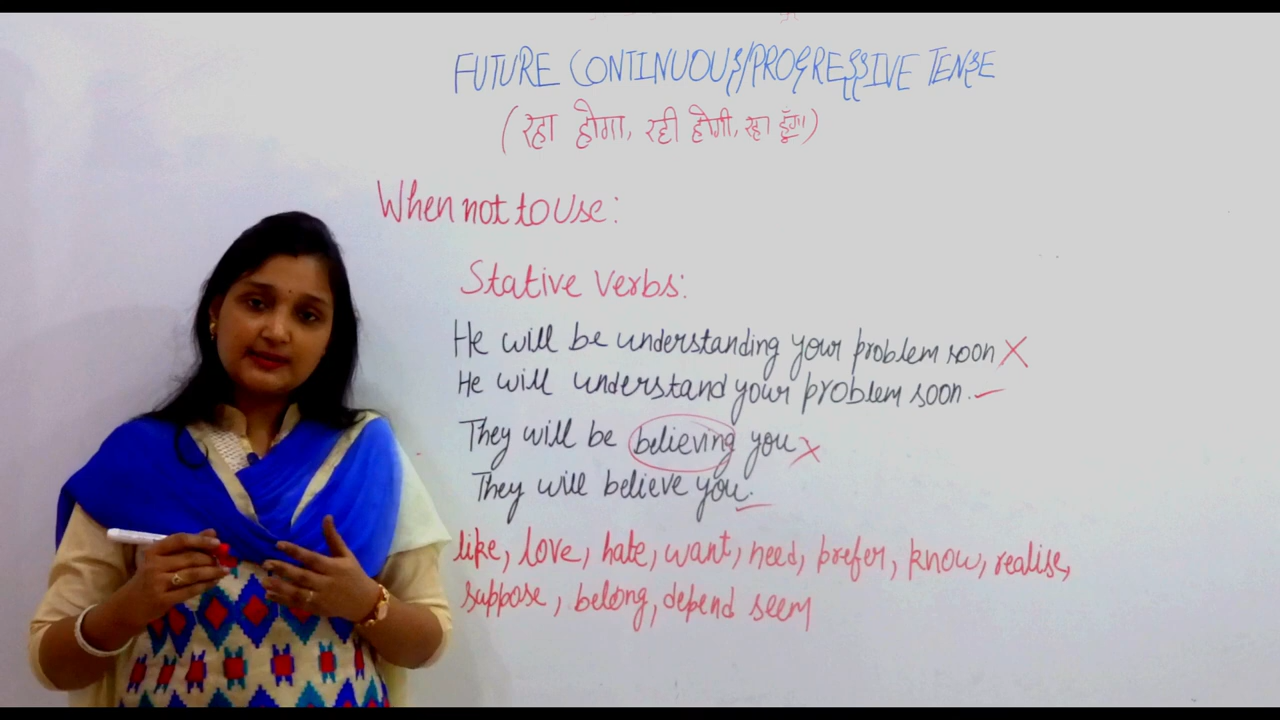 FUTURE CONTINUOUS/PROGRESSIVE TENSE
(रहा होगा, रही होगी, रहा हूँगा)
When not to use:
Stative verbs:
He will be understanding your problem soon ✗
He will understand your problem soon.
They will be believing you ✗
They will believe you.
like, love, hate, want, need, prefer, know, realise,
suppose, belong, depend seem